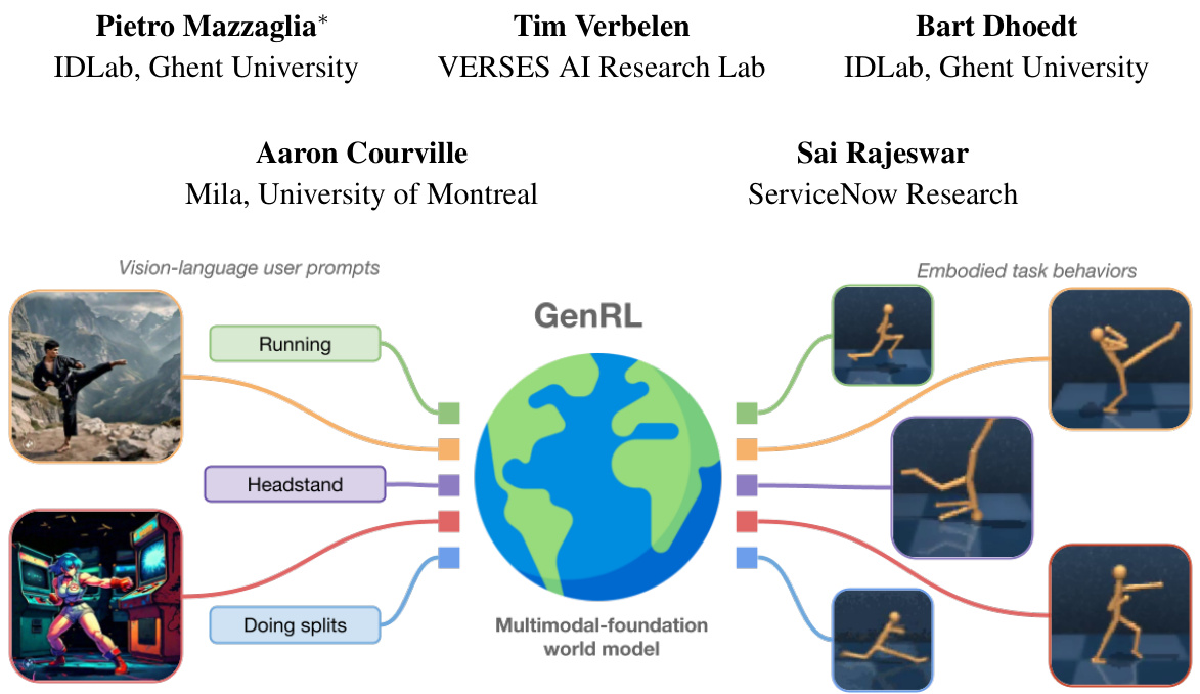 Pietro Mazzaglia*
Tim Verbelen
Bart Dhoedt
IDLab, Ghent University
VERSES AI Research Lab
IDLab, Ghent University
Aaron Courville
Sai Rajeswar
Mila, University of Montreal
ServiceNow Research
Vision-language user prompts
Embodied task behaviors
GenRL
Running
Headstand
Doing splits
Multimodal-foundation
world model